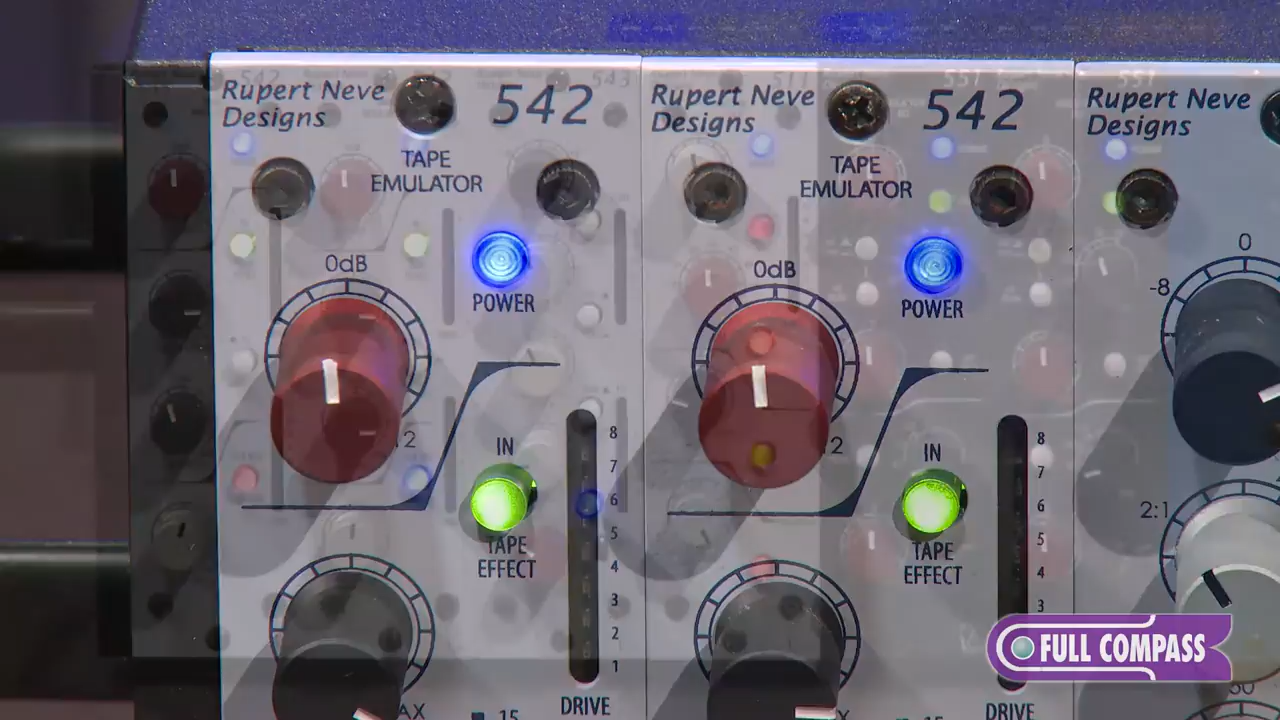 Rupert Neve
Designs
542
TAPE
EMULATOR
0dB
POWER
IN
TAPE
EFFECT
8
7
6
5
4
3
2
1
DRIVE
15
Rupert Neve
Designs
542
TAPE
EMULATOR
0dB
POWER
IN
TAPE
EFFECT
8
7
6
5
4
3
DRIVE
15
Rupert Neve
Designs
0
-8
2:1
FULL COMPASS